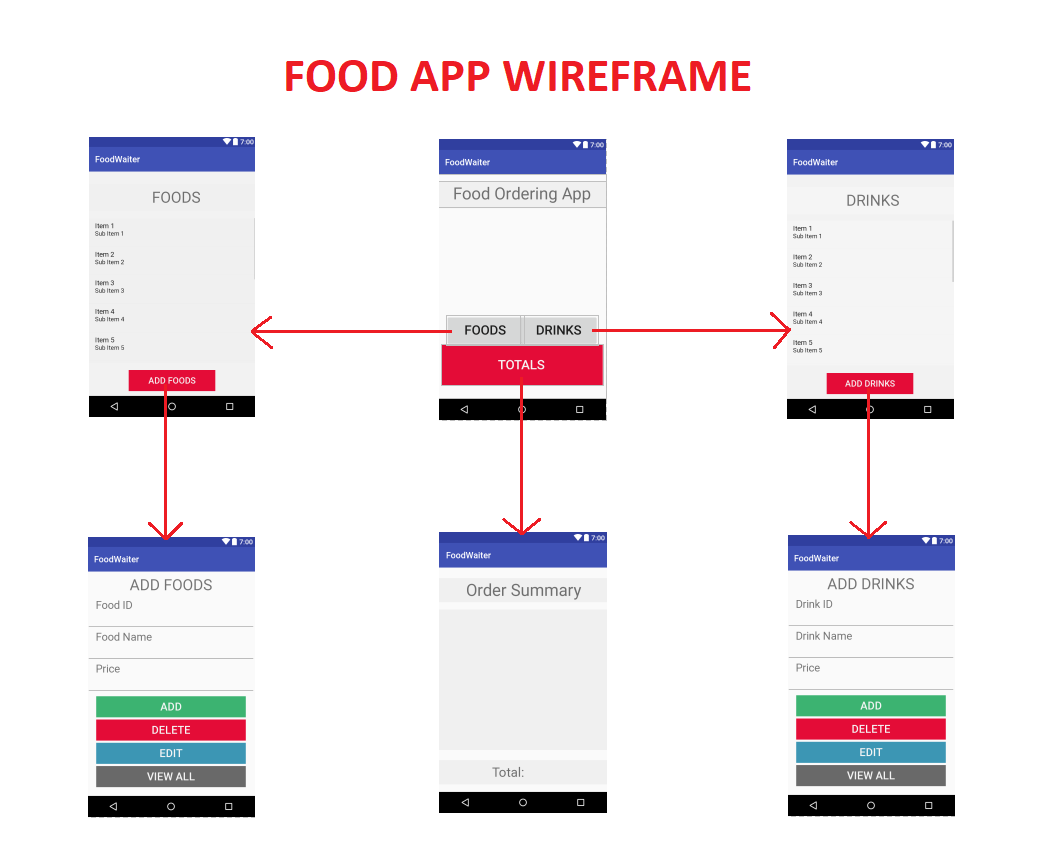 FOOD APP WIREFRAME
7:00
FoodWaiter
FOODS
Item 1
Sub Item 1
Item 2
Sub Item 2
Item 3
Sub Item 3
Item 4
Sub Item 4
Item 5
Sub Item 5
ADD FOODS
7:00
FoodWaiter
Food Ordering App
FOODS
DRINKS
TOTALS
7:00
FoodWaiter
DRINKS
Item 1
Sub Item 1
Item 2
Sub Item 2
Item 3
Sub Item 3
Item 4
Sub Item 4
Item 5
Sub Item 5
ADD DRINKS
7:00
FoodWaiter
ADD FOODS
Food ID
Food Name
Price
ADD
DELETE
EDIT
VIEW ALL
7:00
FoodWaiter
Order Summary
Total:
7:00
FoodWaiter
ADD DRINKS
Drink ID
Drink Name
Price
ADD
DELETE
EDIT
VIEW ALL